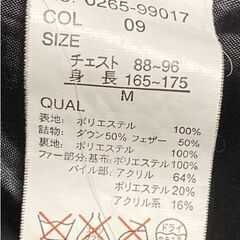 0265-99017
COL
09
SIZE
チェスト 88~96
身長 165~175
M
QUAL
表地: ポリエステル 100%
詰物: ダウン50% フェザー 50%
裏地: ポリエステル 100%
ファー部分:基布:ポリエステル 100%
パイル部: アクリル 64%
ポリエステル 20%
アクリル系 16%
ドライ